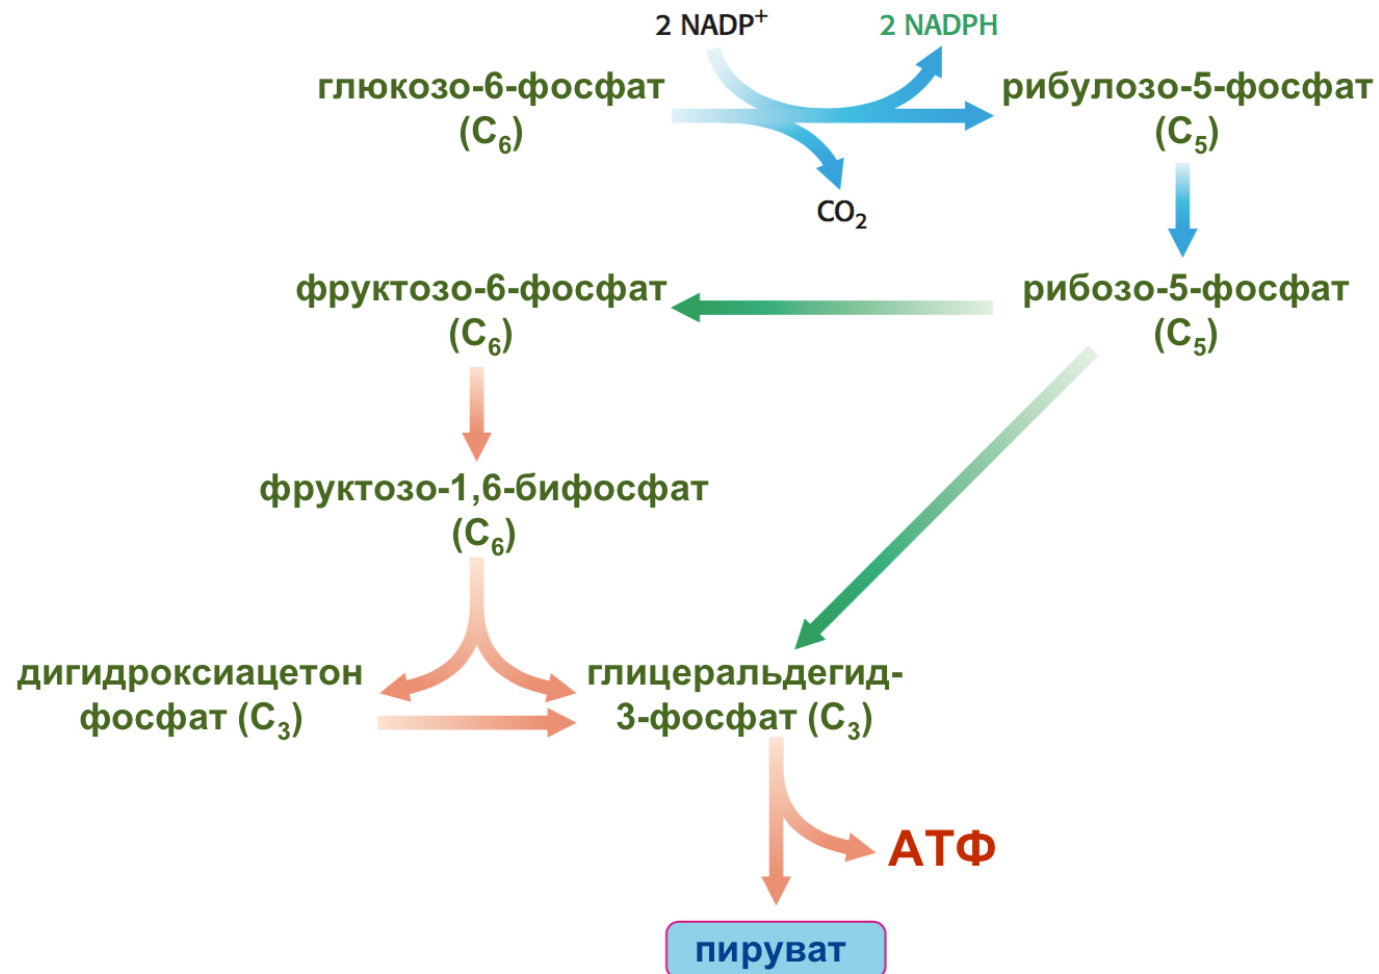 2 NADP⁺
2 NADPH
глюкозо-6-фосфат
(C₆)
рибулозо-5-фосфат
(C₅)
CO₂
фруктозо-6-фосфат
(C₆)
рибозо-5-фосфат
(C₅)
фруктозо-1,6-бифосфат
(C₆)
дигидроксиацетон
фосфат (C₃)
глицеральдегид-
3-фосфат (C₃)
АТФ
пируват